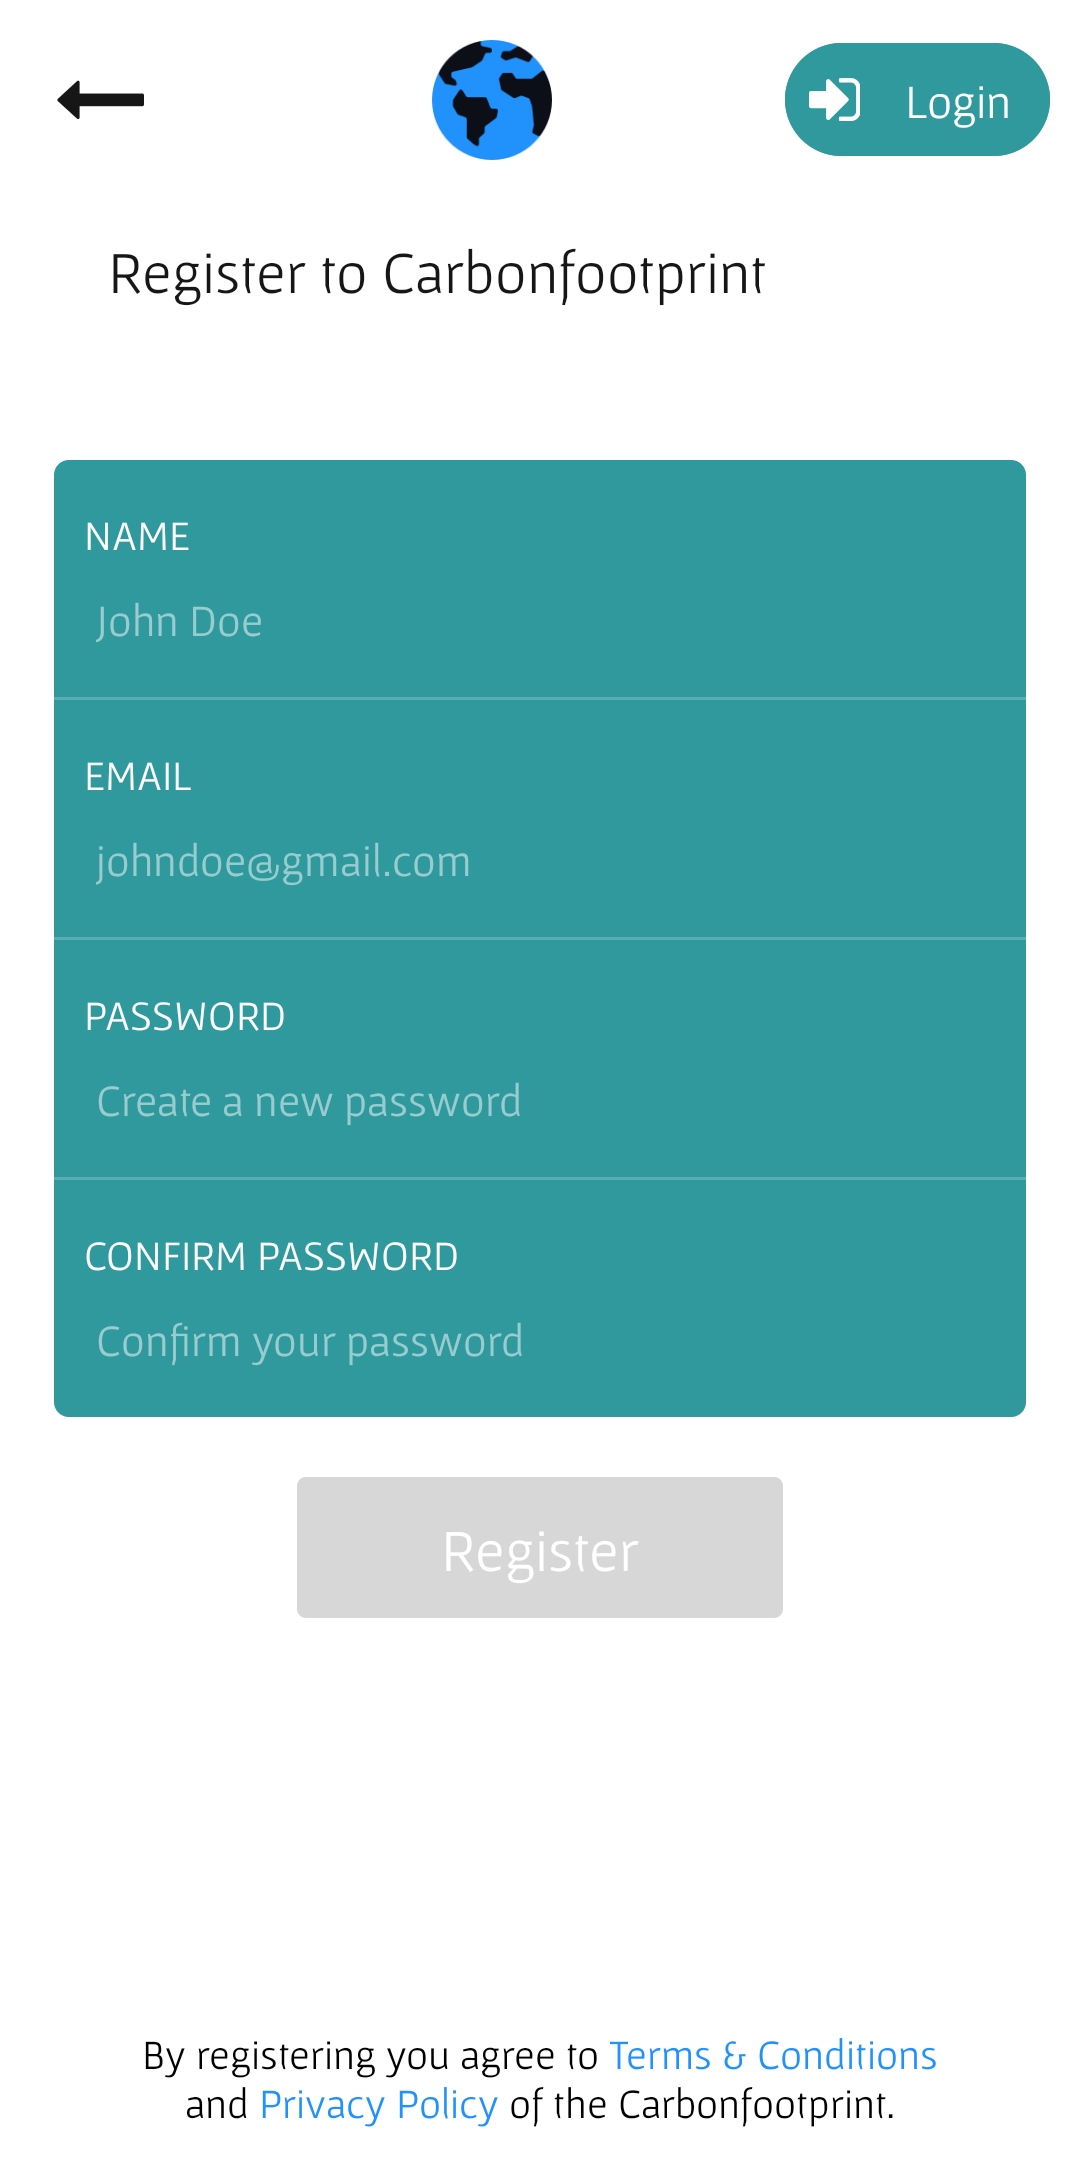 Login
Register to Carbonfootprint
NAME
John Doe
EMAIL
johndoe@gmail.com
PASSWORD
Create a new password
CONFIRM PASSWORD
Confirm your password
Register
By registering you agree to Terms & Conditions
and Privacy Policy of the Carbonfootprint.